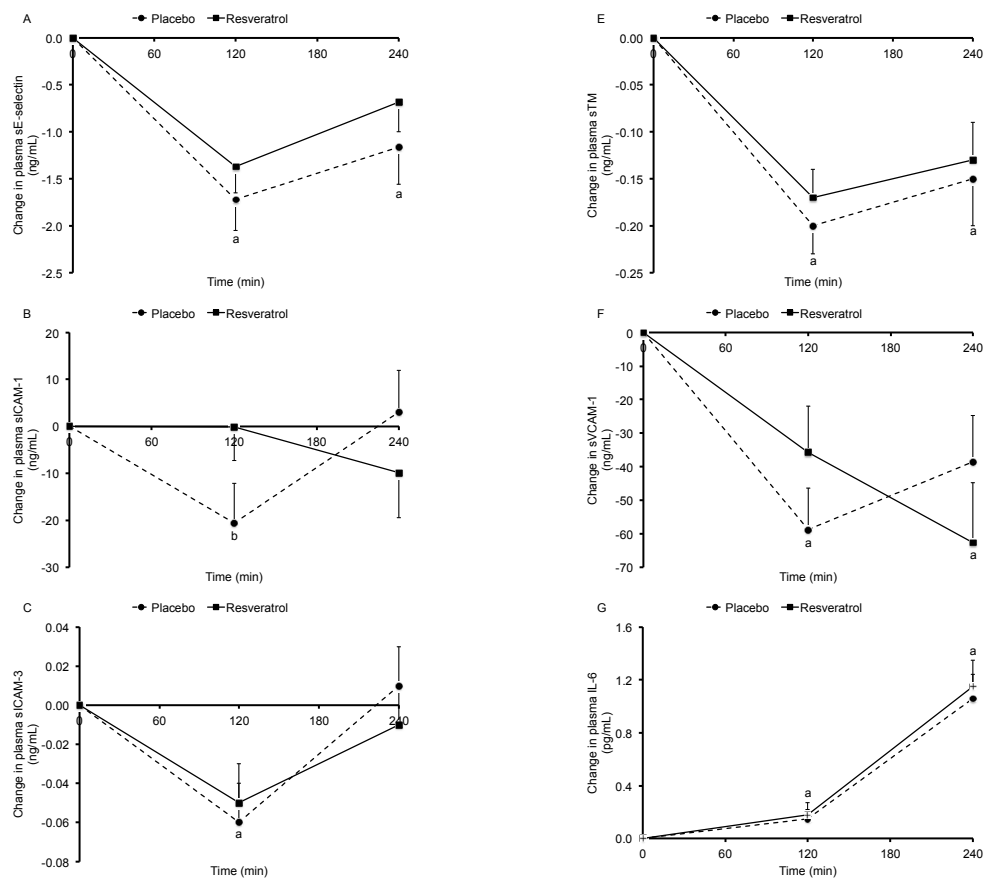 A
Placebo Resveratrol
0.0
-0.5
-1.0
-1.5
-2.0
-2.5
0 60 120 180 240
a
a
Change in plasma sE-selectin
(ng/mL)
Time (min)
B
Placebo Resveratrol
20
10
0
-10
-20
-30
0 60 120 180 240
b
Change in plasma sICAM-1
(ng/mL)
Time (min)
C
Placebo Resveratrol
0.04
0.02
0.00
-0.02
-0.04
-0.06
-0.08
0 60 120 180 240
a
Change in plasma sICAM-3
(ng/mL)
Time (min)
E
Placebo Resveratrol
0.00
-0.05
-0.10
-0.15
-0.20
-0.25
0 60 120 180 240
a
a
Change in plasma sTM
(ng/mL)
Time (min)
F
Placebo Resveratrol
0
-10
-20
-30
-40
-50
-60
-70
0 60 120 180 240
a
a
Change in sVCAM-1
(ng/mL)
Time (min)
G
Placebo Resveratrol
1.6
1.2
0.8
0.4
0.0
0 60 120 180 240
a
a
Change in plasma IL-6
(pg/mL)
Time (min)